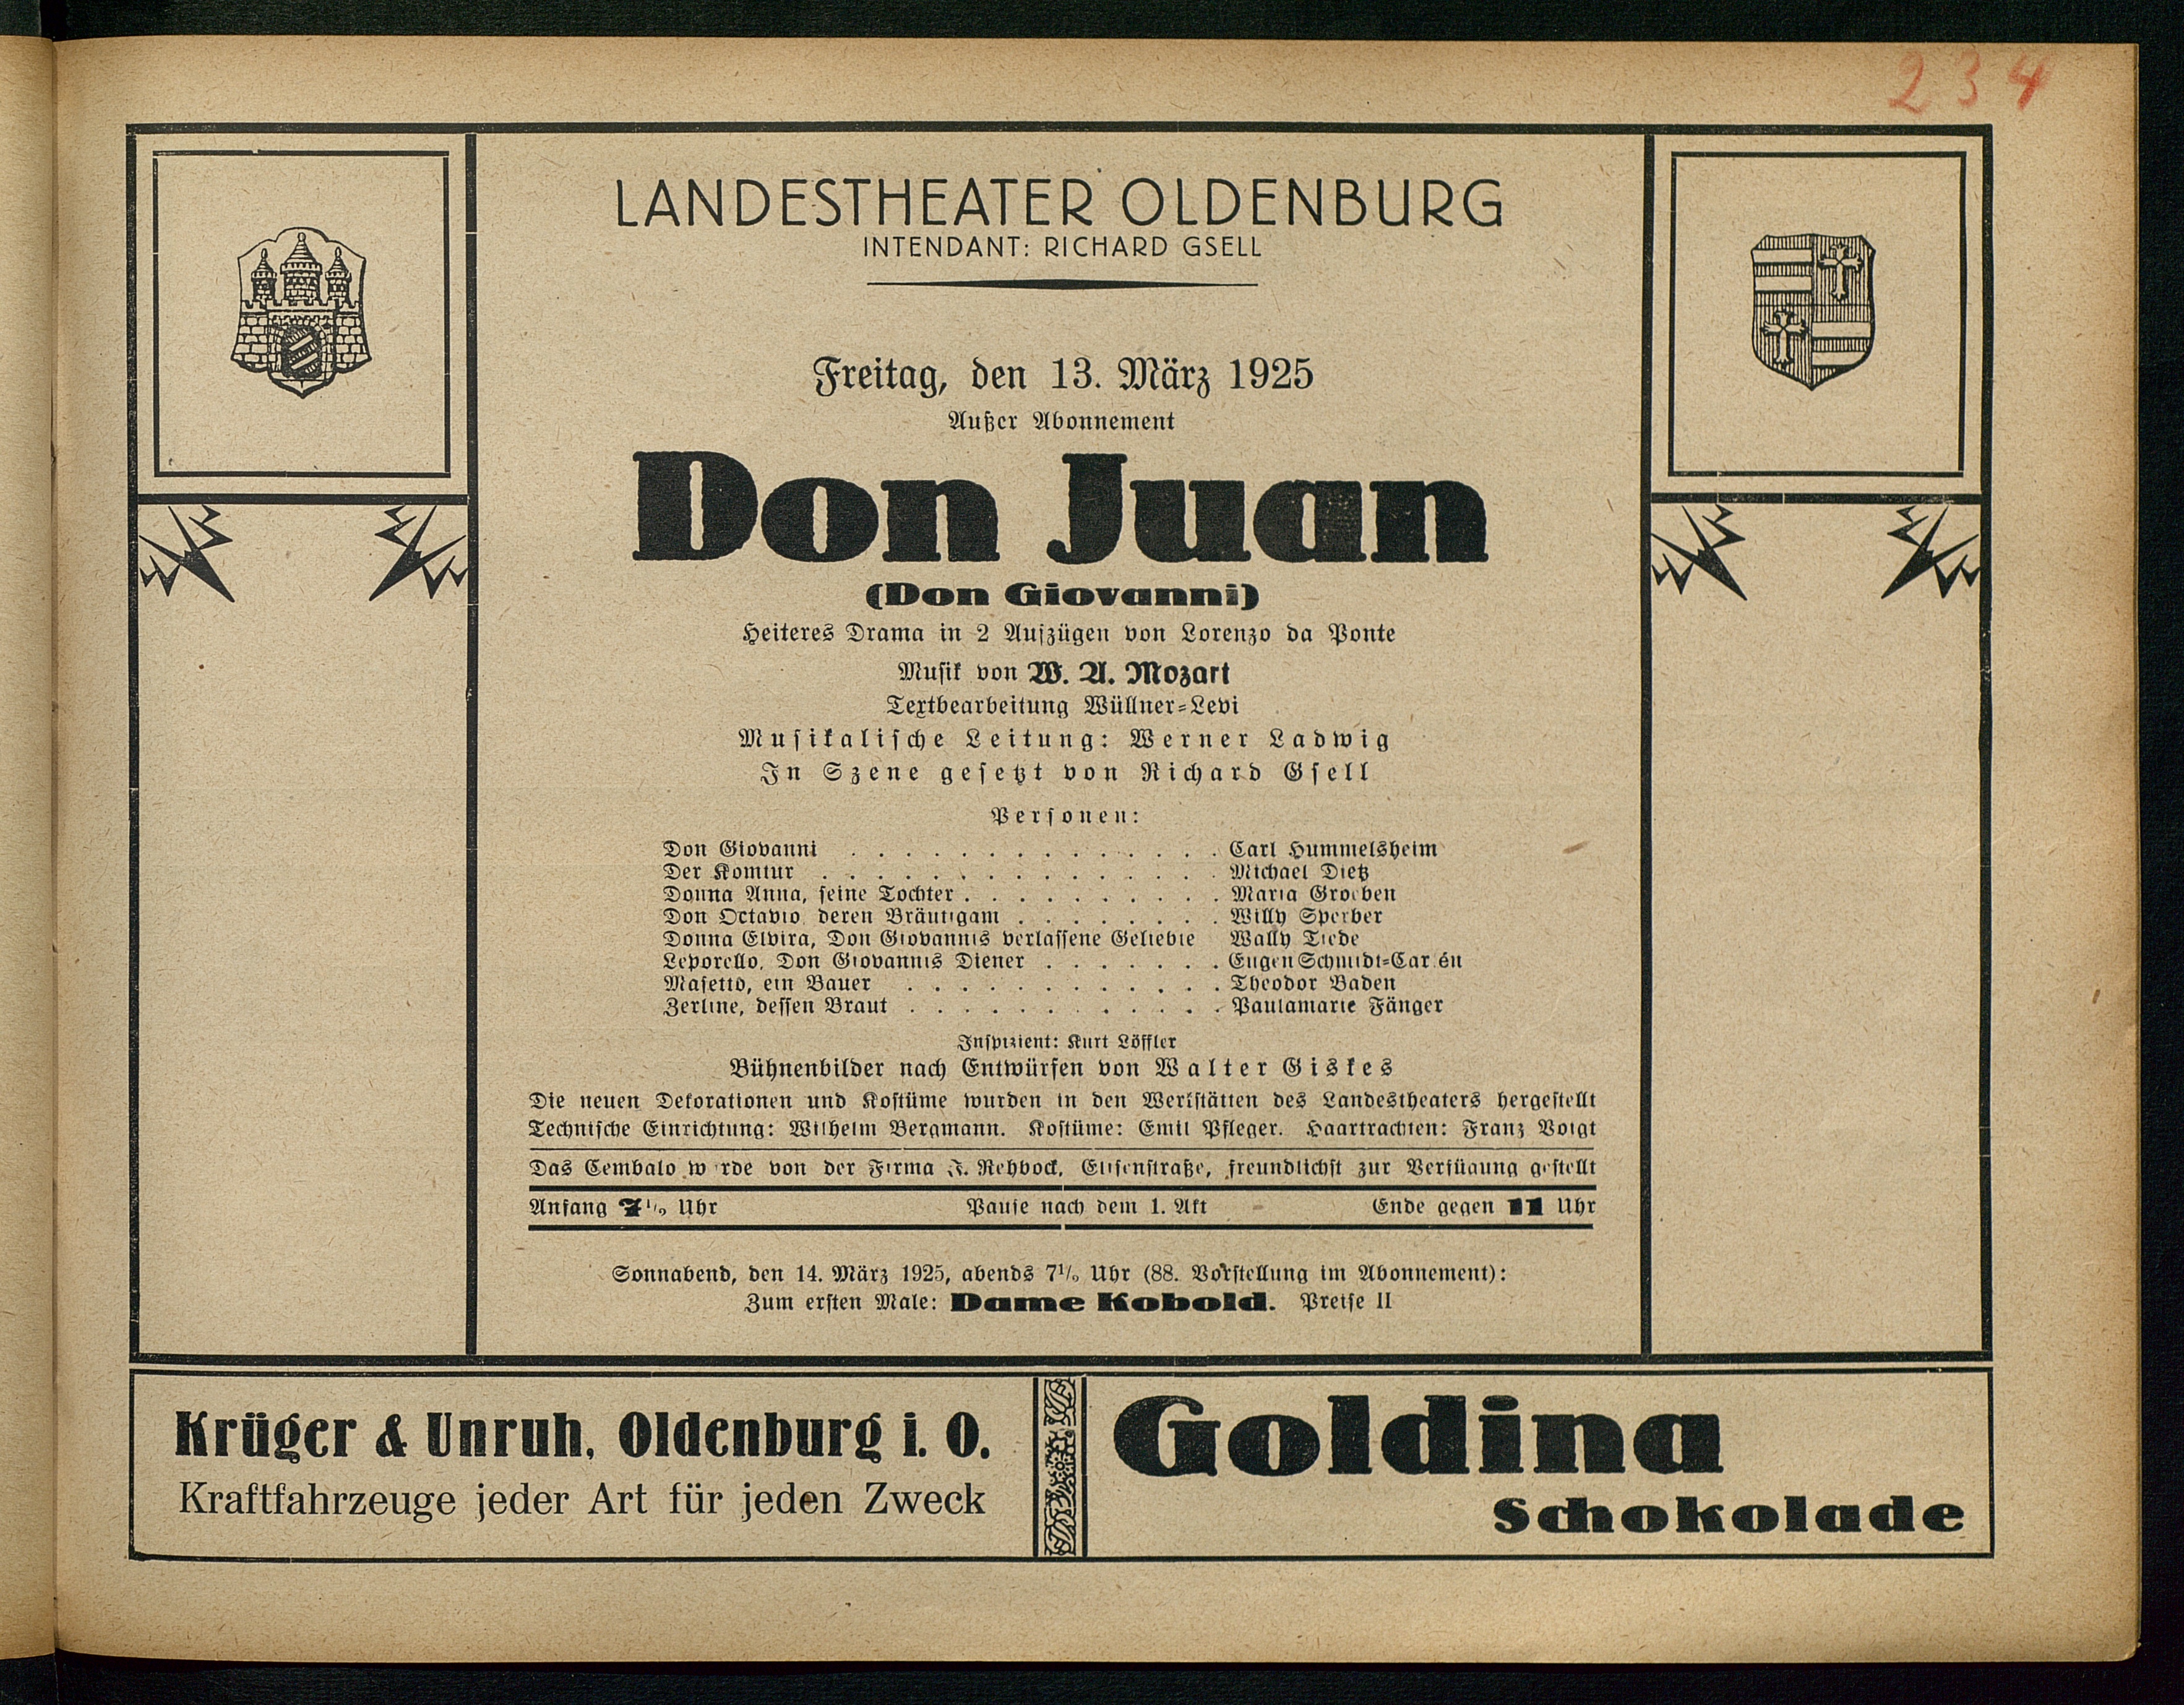 234
LANDESTHEATER OLDENBURG
INTENDANT: RICHARD GSELL
Freitag, den 13. März 1925
Außer Abonnement
Don Juan
(Don Giovanni)
Heiteres Drama in 2 Aufzügen von Lorenzo da Ponte
Musik von W. A. Mozart
Textbearbeitung Wüllner-Levi
Musikalische Leitung: Werner Ladwig
In Szene gesetzt von Richard Gsell
Personen:
Don Giovanni . . . . . . . . . . . . . . Carl Hummelsheim
Der Komtur . . . . . . . . . . . . . . . Michael Dietz
Donna Anna, seine Tochter . . . . . . . . . . Maria Groeben
Don Octavio, deren Bräutigam . . . . . . . . Willy Sperber
Donna Elvira, Don Giovannis verlassene Geliebte Wally Tiede
Leporello, Don Giovannis Diener . . . . . . . Eugen Schmidt-Carlén
Masetto, ein Bauer . . . . . . . . . . . . Theodor Baden
Zerline, dessen Braut . . . . . . . . . . . . Paulamarie Fänger
Inspizient: Kurt Löffler
Bühnenbilder nach Entwürfen von Walter Giskes
Die neuen Dekorationen und Kostüme wurden in den Werkstätten des Landestheaters hergestellt
Technische Einrichtung: Wilhelm Bergmann. Kostüme: Emil Pfleger. Haartrachten: Franz Voigt
Das Cembalo wurde von der Firma J. Rehbock, Elisenstraße, freundlichst zur Verfügung gestellt
Anfang 7 1/2 Uhr Pause nach dem 1. Akt Ende gegen 11 Uhr
Sonnabend, den 14. März 1925, abends 7 1/2 Uhr (88. Vorstellung im Abonnement):
Zum ersten Male: Dame Kobold. Preise II
Krüger & Unruh, Oldenburg i. O.
Kraftfahrzeuge jeder Art für jeden Zweck
Goldina
Schokolade